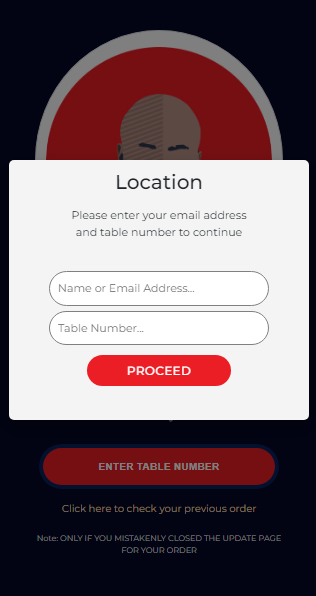 Location
Please enter your email address
and table number to continue
Name or Email Address...
Table Number...
PROCEED
ENTER TABLE NUMBER
Click here to check your previous order
Note: ONLY IF YOU MISTAKENLY CLOSED THE UPDATE PAGE
FOR YOUR ORDER